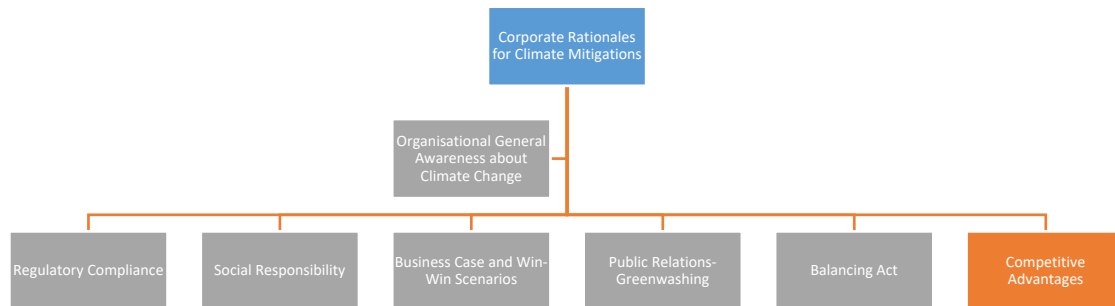 Corporate Rationales
for Climate Mitigations
Organisational General
Awareness about
Climate Change
Regulatory Compliance
Social Responsibility
Business Case and Win-
Win Scenarios
Public Relations-
Greenwashing
Balancing Act
Competitive
Advantages